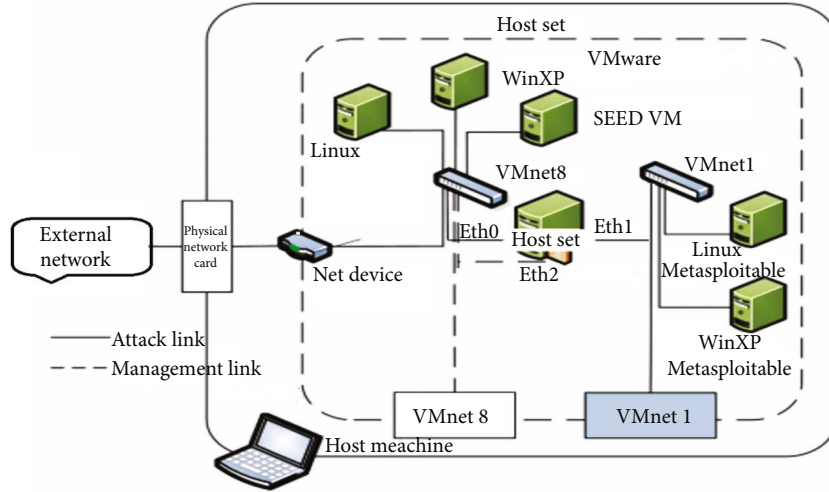 Host set
VMware
WinXP
SEED VM
Linux
VMnet8
VMnet1
External
network
Physical
network
card
Net device
Eth0
Host set
Eth1
Eth2
Linux
Metasploitable
WinXP
Metasploitable
Attack link
Management link
VMnet 8
VMnet 1
Host meachine